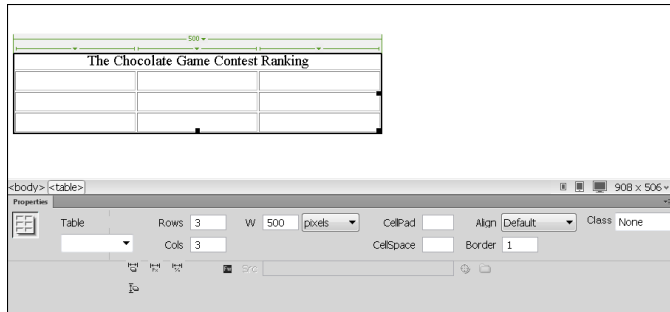 500
The Chocolate Game Contest Ranking
<body> <table> 908 x 506
Properties
Table Rows 3 W 500 pixels CellPad Align Default Class None
Cols 3 CellSpace Border 1
Src